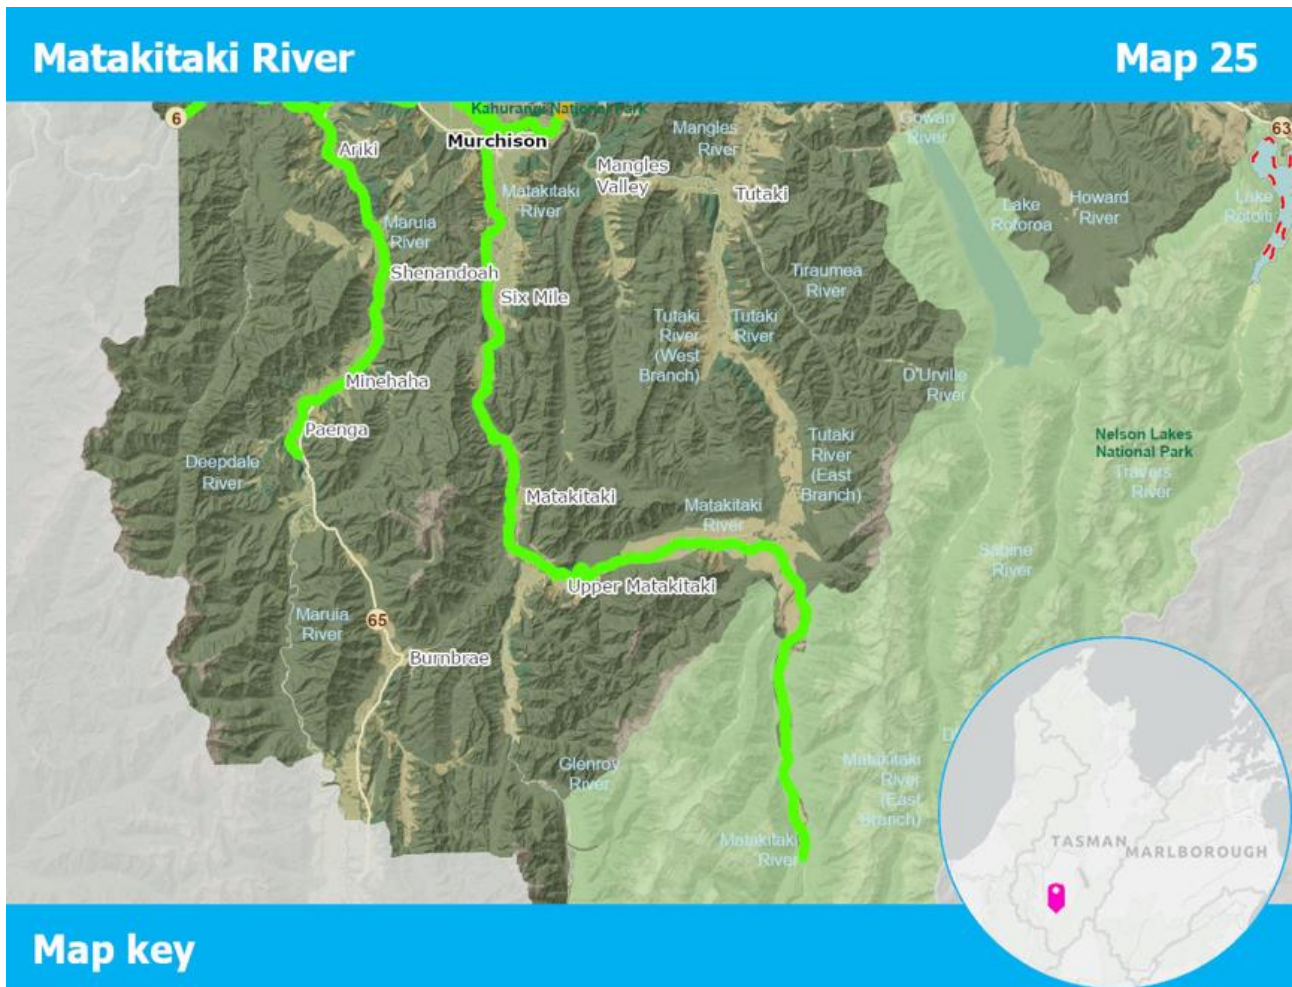 Matakitaki River
Map 25
Kahurangi National Park
6
63
Murchison
Ariki
Mangles
River
Gowan
River
Mangles
Valley
Tutaki
Matakitaki
River
Lake
Rotoroa
Howard
River
Lake
Rotoiti
Maruia
River
Shenandoah
Six Mile
Tiraumea
River
Tutaki
River
(West
Branch)
Tutaki
River
Minehaha
D'Urville
River
Paenga
Deepdale
River
Tutaki
River
(East
Branch)
Nelson Lakes
National Park
Travers
River
Matakitaki
Matakitaki
River
Sabine
River
Upper Matakitaki
Maruia
River
65
Burnbrae
Glenroy
River
Matakitaki
River
(East
Branch)
Matakitaki
River
TASMAN
MARLBOROUGH
Map key